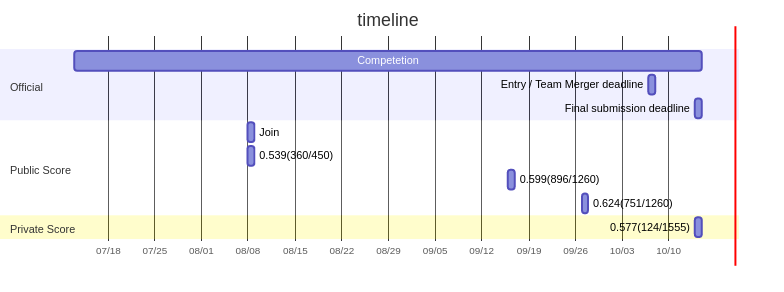 timeline
Competetion
Official
Entry / Team Merger deadline
Final submission deadline
Join
0.539(360/450)
Public Score
0.599(896/1260)
0.624(751/1260)
Private Score
0.577(124/1555)
07/18 07/25 08/01 08/08 08/15 08/22 08/29 09/05 09/12 09/19 09/26 10/03 10/10